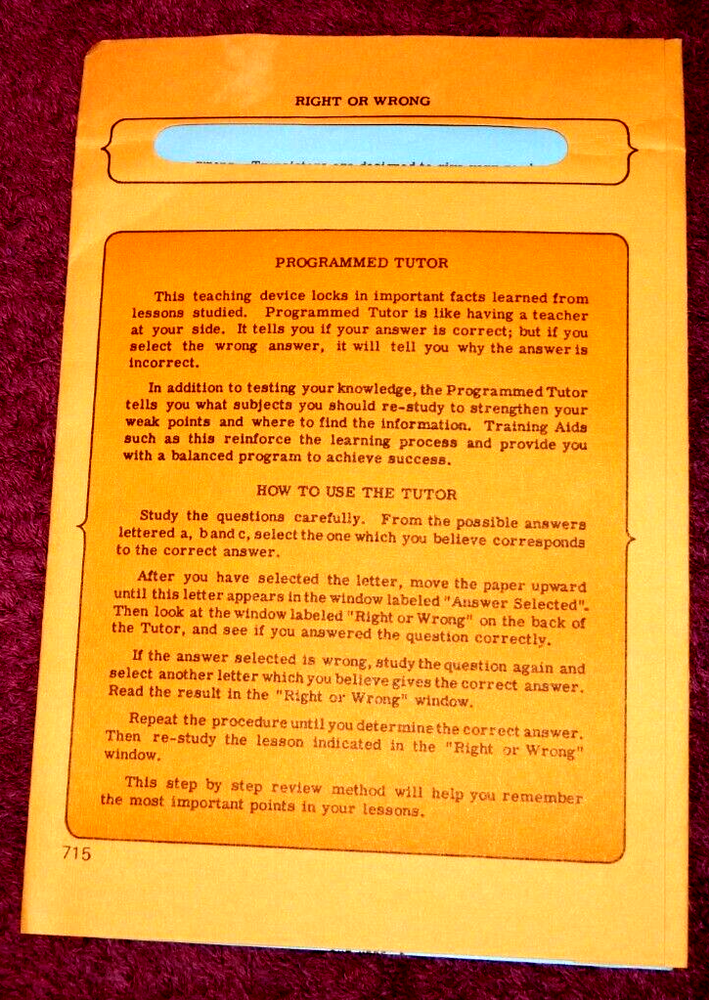 RIGHT OR WRONG
PROGRAMMED TUTOR
This teaching device locks in important facts learned from
lessons studied. Programmed Tutor is like having a teacher
at your side. It tells you if your answer is correct; but if you
select the wrong answer, it will tell you why the answer is
incorrect.
In addition to testing your knowledge, the Programmed Tutor
tells you what subjects you should re-study to strengthen your
weak points and where to find the information. Training Aids
such as this reinforce the learning process and provide you
with a balanced program to achieve success.
HOW TO USE THE TUTOR
Study the questions carefully. From the possible answers
lettered a, b and c, select the one which you believe corresponds
to the correct answer.
After you have selected the letter, move the paper upward
until this letter appears in the window labeled "Answer Selected".
Then look at the window labeled "Right or Wrong" on the back of
the Tutor, and see if you answered the question correctly.
If the answer selected is wrong, study the question again and
select another letter which you believe gives the correct answer.
Read the result in the "Right or Wrong" window.
Repeat the procedure until you determine the correct answer.
Then re-study the lesson indicated in the "Right or Wrong"
window.
This step by step review method will help you remember
the most important points in your lessons.
715